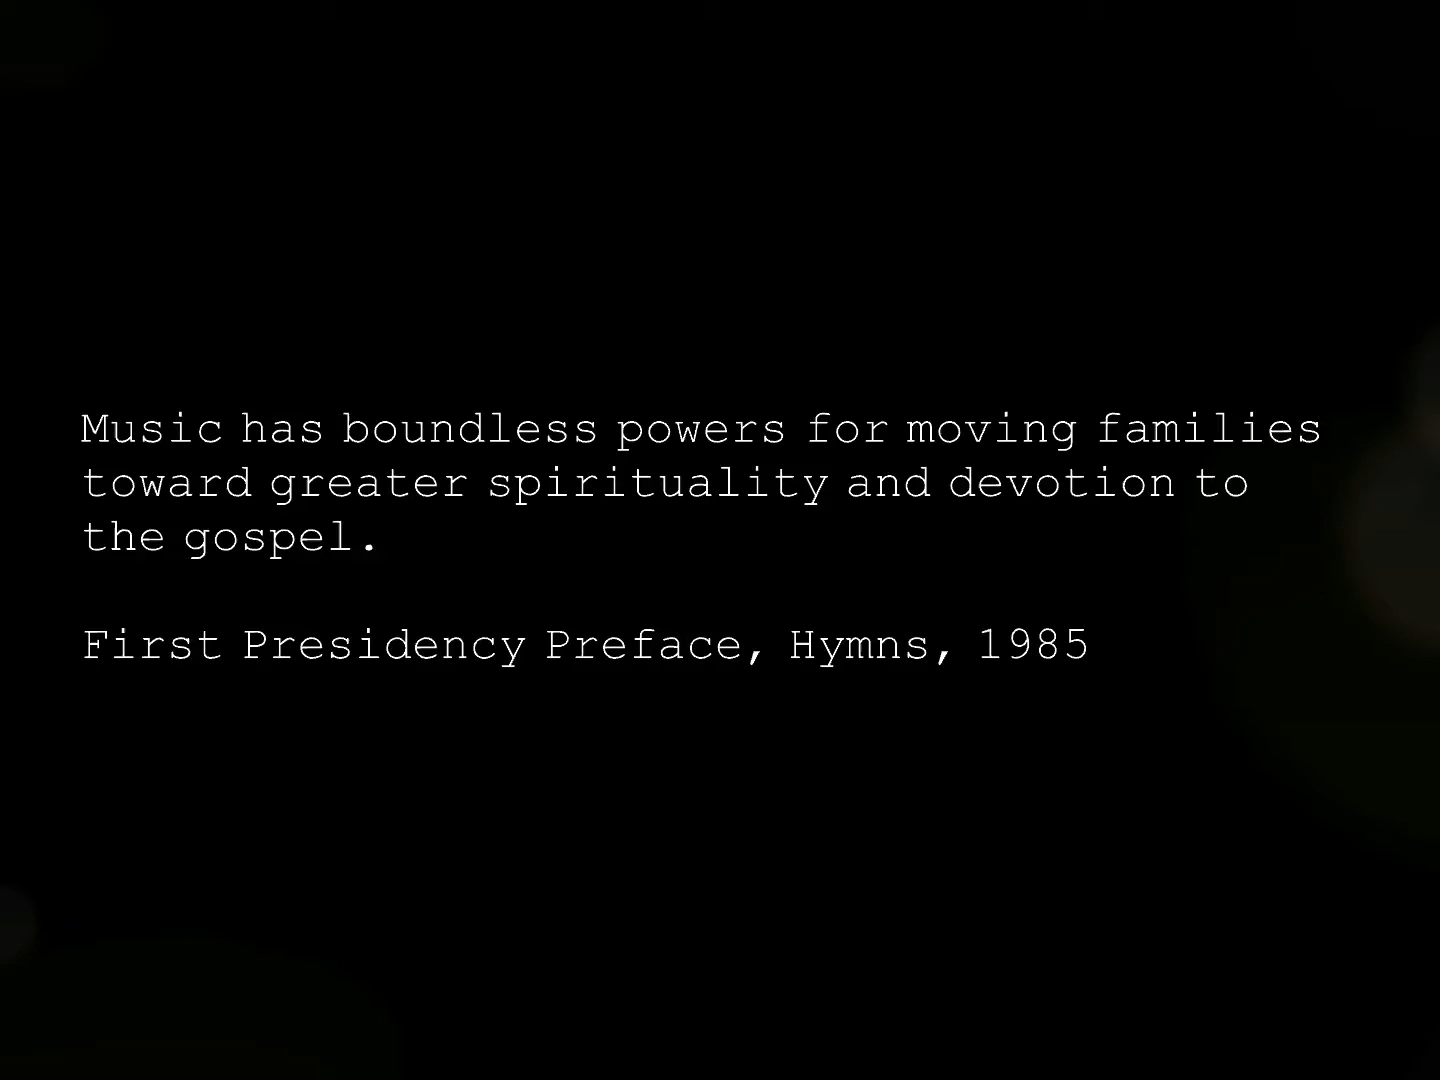 Music has boundless powers for moving families
toward greater spirituality and devotion to
the gospel.
First Presidency Preface, Hymns, 1985